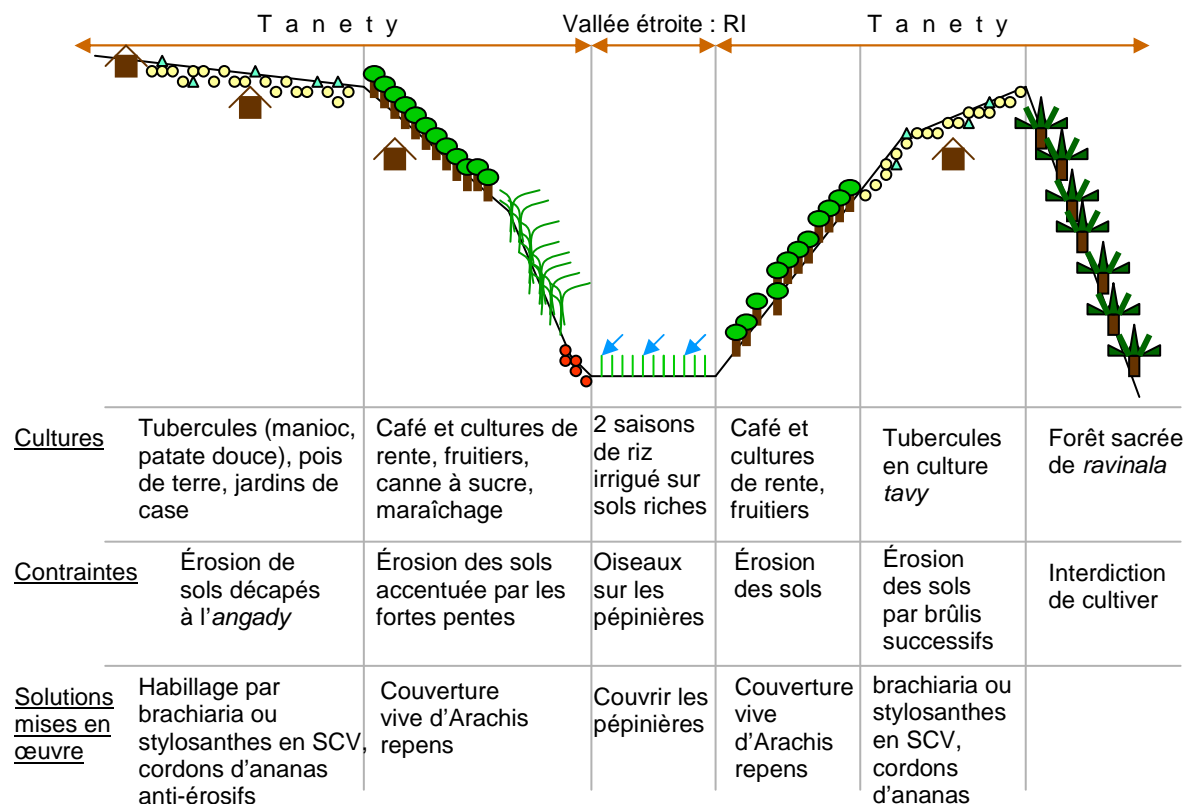 T a n e t y
Vallée étroite : RI
T a n e t y
Cultures
Tubercules (manioc,
patate douce), pois
de terre, jardins de
case
Café et cultures de
rente, fruitiers,
canne à sucre,
maraîchage
2 saisons
de riz
irrigué sur
sols riches
Café et
cultures
de rente,
fruitiers
Tubercules
en culture
tavy
Forêt sacrée
de ravinala
Contraintes
Érosion de
sols décapés
à l’angady
Érosion des sols
accentuée par les
fortes pentes
Oiseaux
sur les
pépinières
Érosion
des sols
Érosion
des sols
par brûlis
successifs
Interdiction
de cultiver
Solutions
mises en
œuvre
Habillage par
brachiaria ou
stylosanthes en SCV,
cordons d’ananas
anti-érosifs
Couverture
vive d’Arachis
repens
Couvrir les
pépinières
Couverture
vive
d’Arachis
repens
brachiaria ou
stylosanthes
en SCV,
cordons
d’ananas